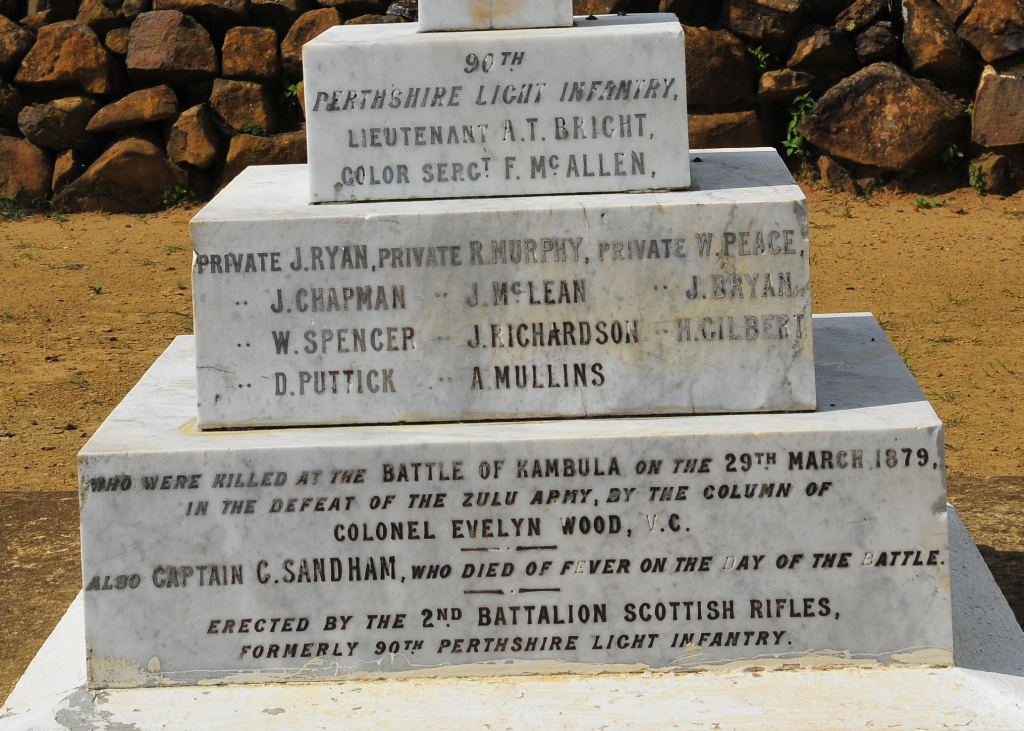 90TH
PERTHSHIRE LIGHT INFANTRY,
LIEUTENANT A.T. BRIGHT,
COLOR SERGT F. McALLEN,
PRIVATE J. RYAN, PRIVATE R. MURPHY, PRIVATE W. PEACE,
" J. CHAPMAN " J. McLEAN " J. BRYAN
" W. SPENCER " J. RICHARDSON " H. GILBERT
" D. PUTTICK " A. MULLINS
WHO WERE KILLED AT THE BATTLE OF KAMBULA ON THE 29TH MARCH 1879,
IN THE DEFEAT OF THE ZULU ARMY, BY THE COLUMN OF
COLONEL EVELYN WOOD, V.C.
ALSO CAPTAIN C. SANDHAM, WHO DIED OF FEVER ON THE DAY OF THE BATTLE.
ERECTED BY THE 2ND BATTALION SCOTTISH RIFLES,
FORMERLY 90TH PERTHSHIRE LIGHT INFANTRY.